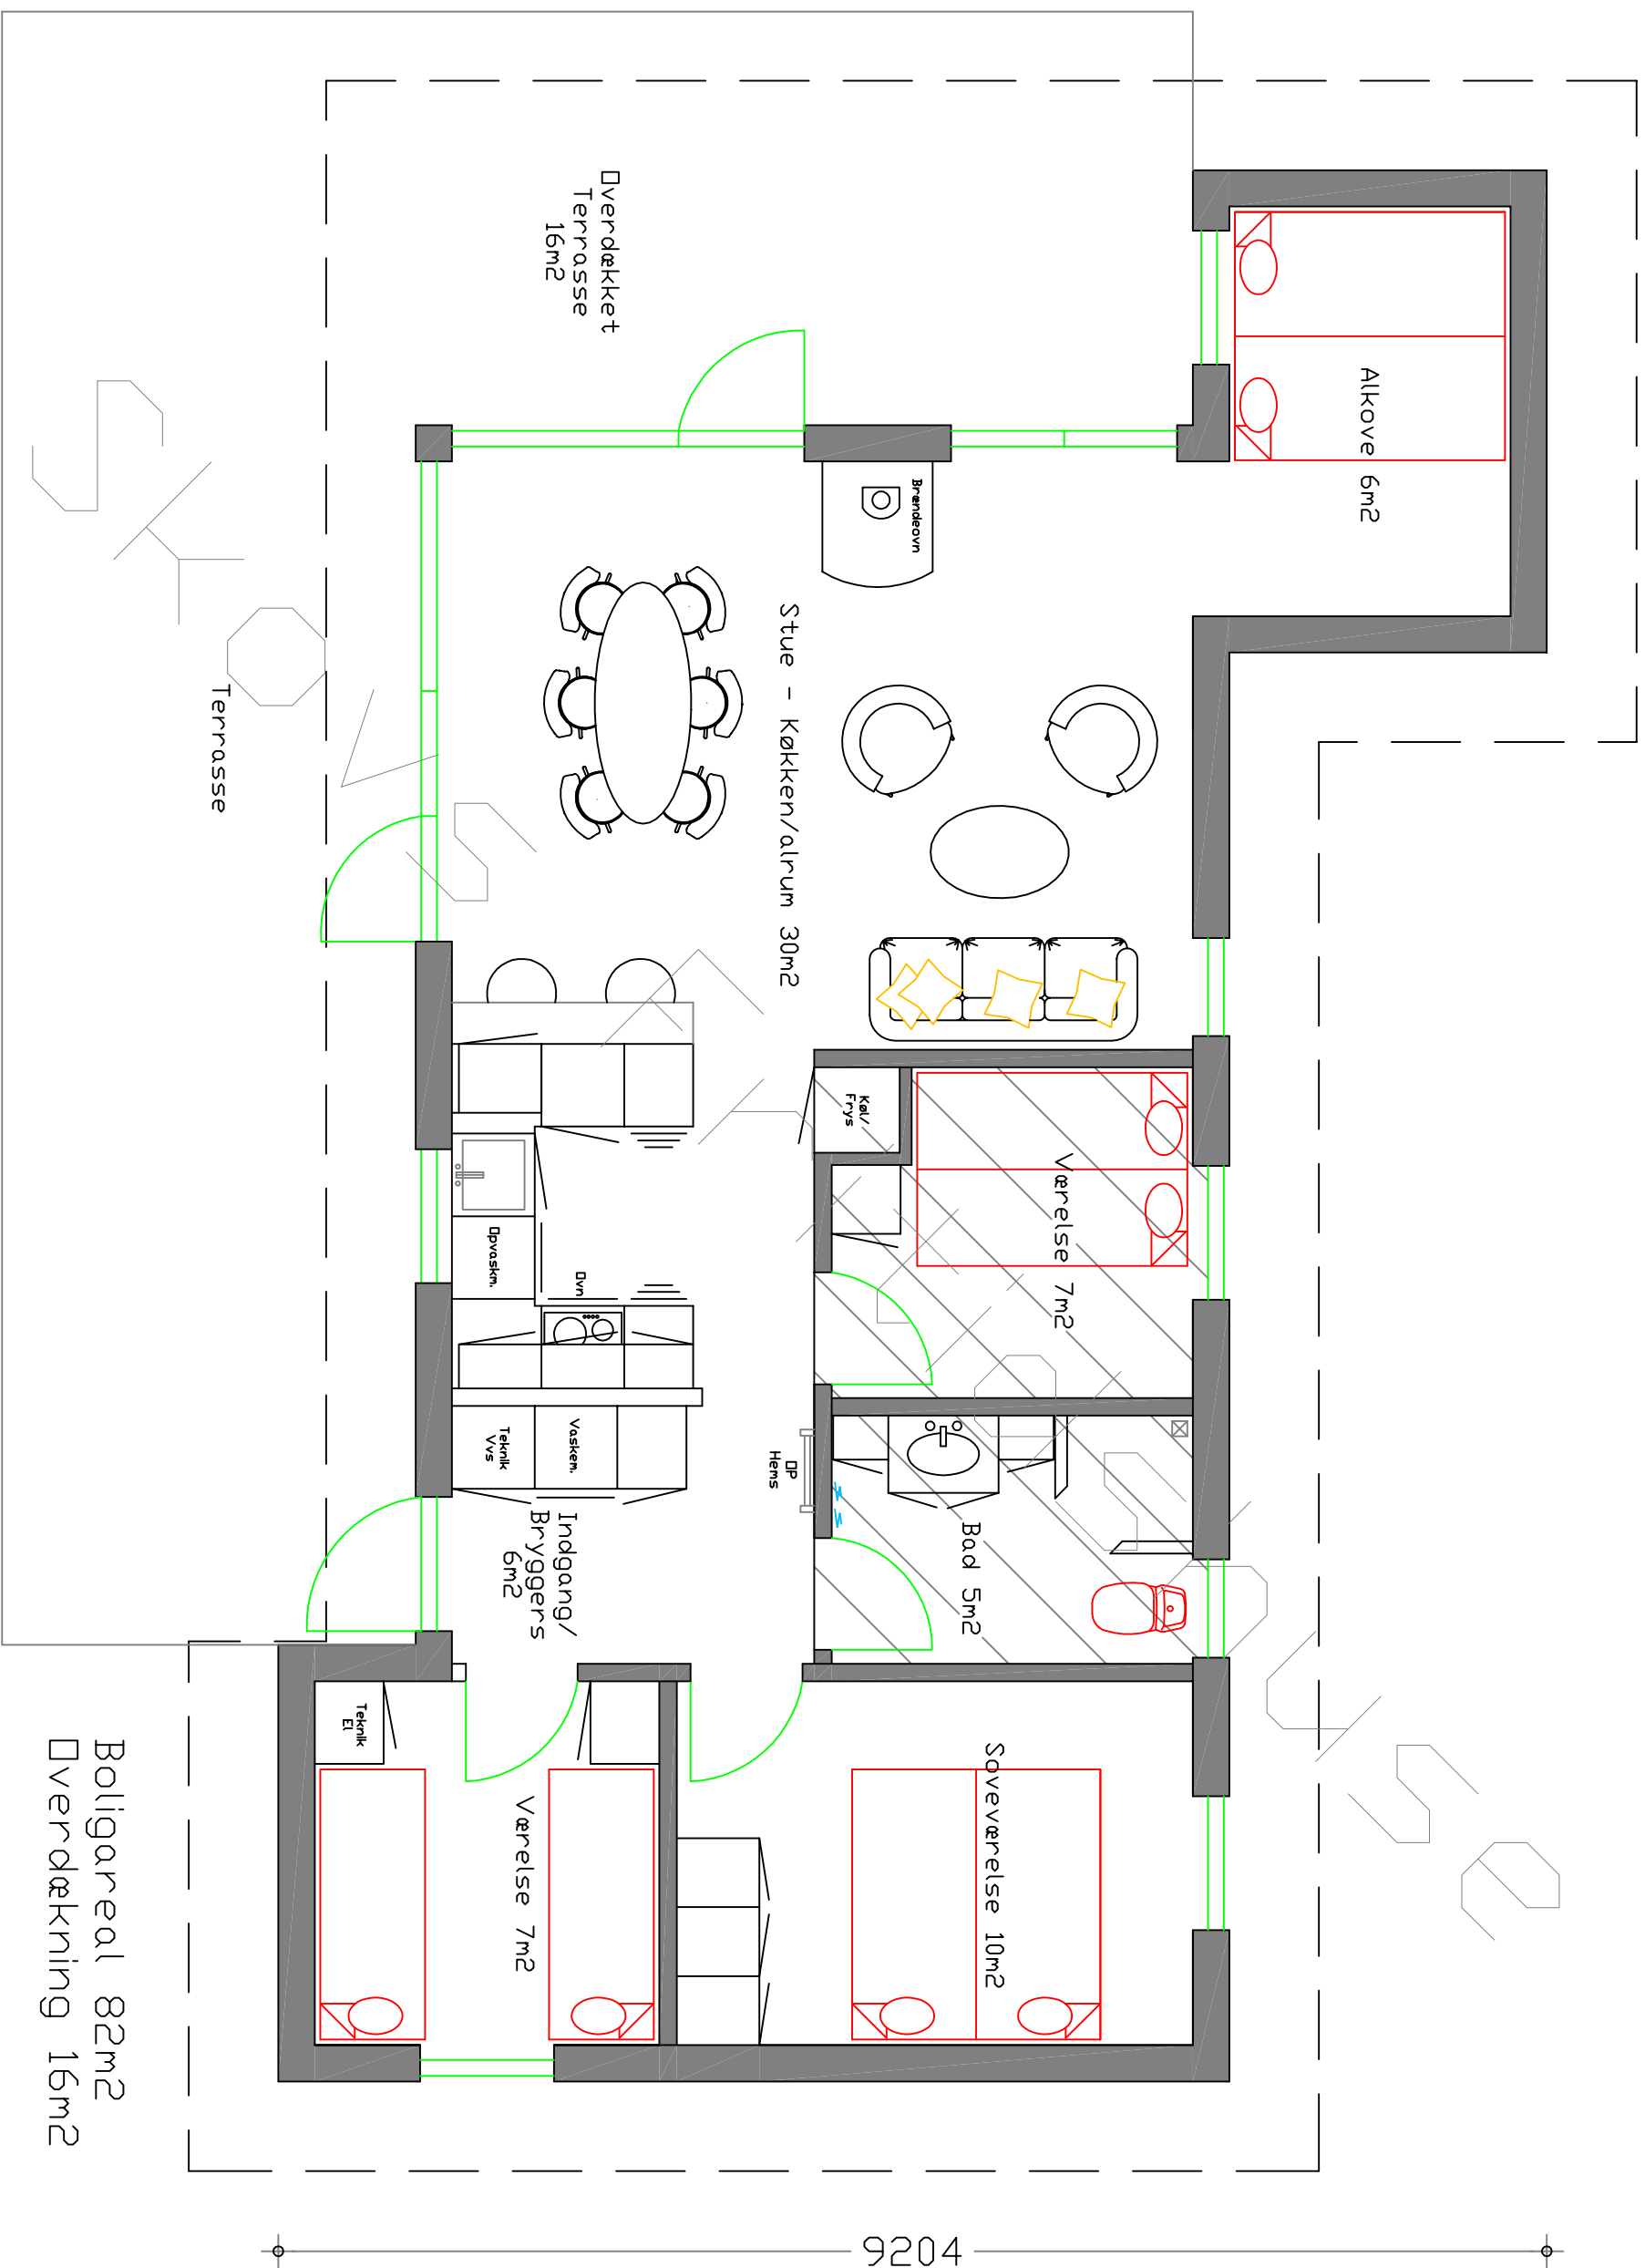 Alkove 6m2
Overdækket
Terrasse
16m2
Brændeovn
Stue - Køkken/alrum 30m2
Terrasse
Køl/
Frys
Værelse 7m2
Opvaskm.
Ovn
Teknik
Vvs
Vaskem.
OP
Hems
Bad 5m2
Indgang/
Bryggers
6m2
Teknik
El
Værelse 7m2
Soveværelse 10m2
Boligareal 82m2
Overdækning 16m2
9204